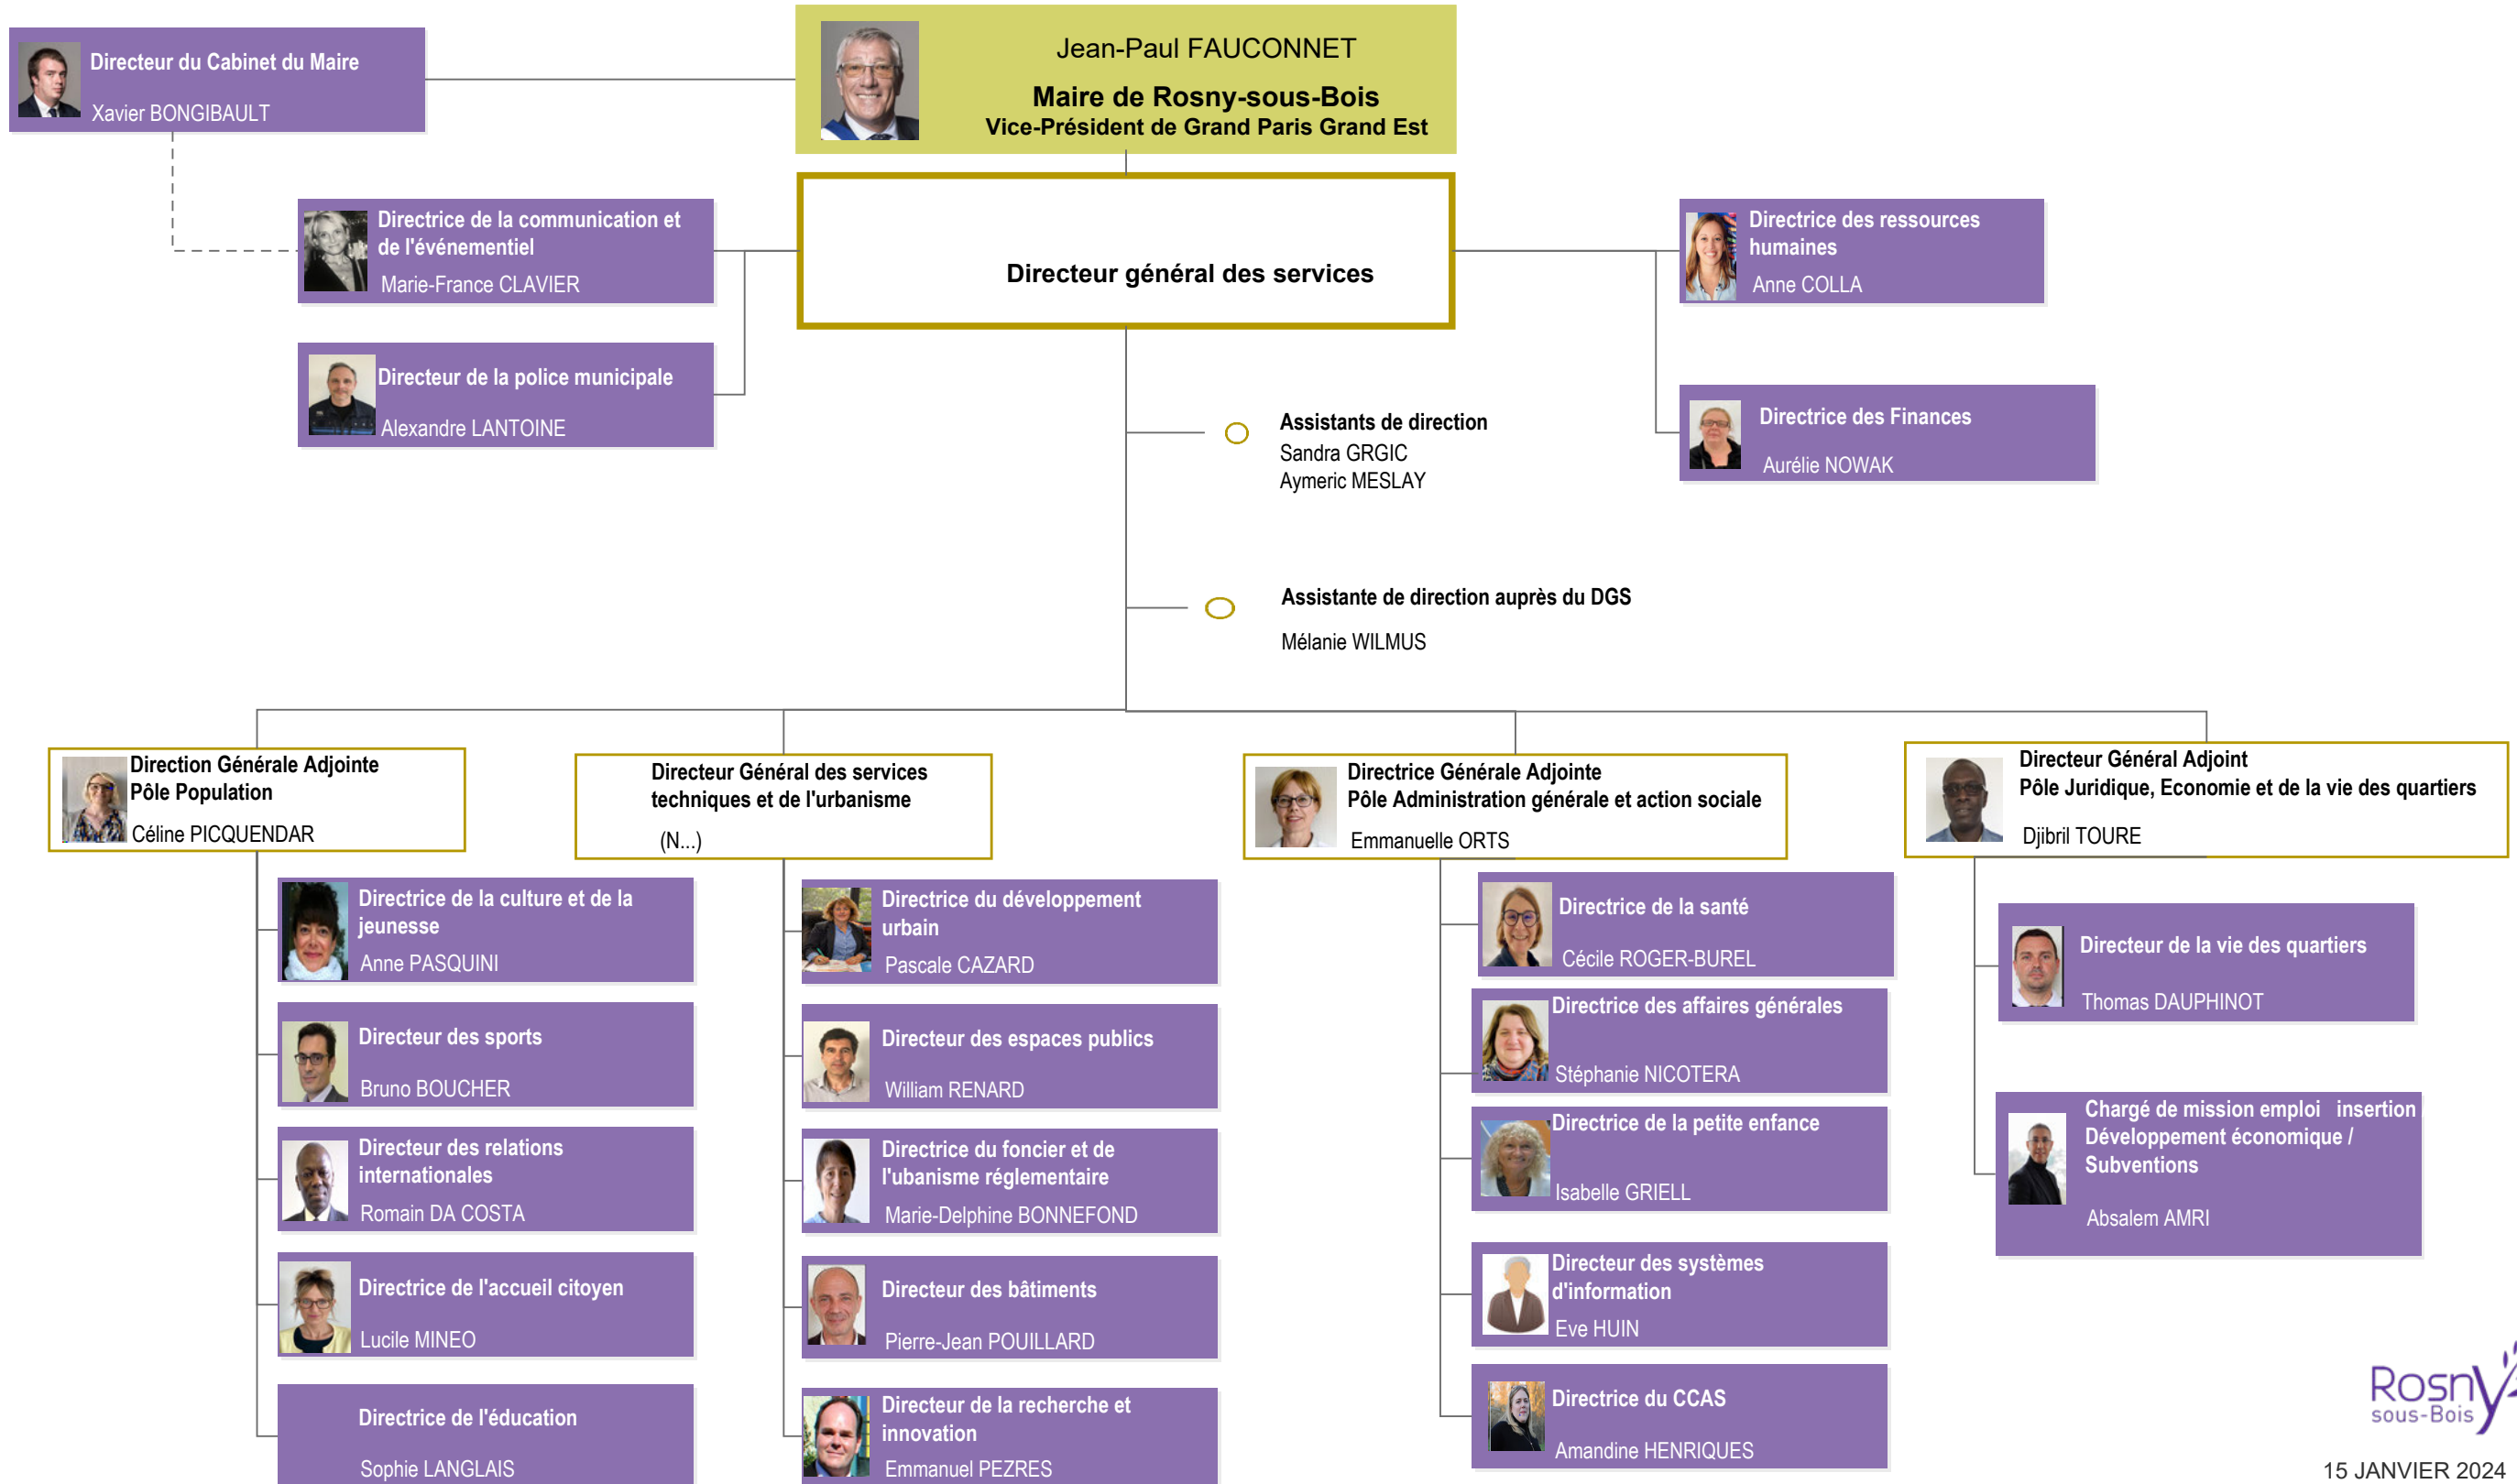 Directeur du Cabinet du Maire
Xavier BONGIBAULT
Jean-Paul FAUCONNET
Maire de Rosny-sous-Bois
Vice-Président de Grand Paris Grand Est
Directrice de la communication et
de l'événementiel
Marie-France CLAVIER
Directeur général des services
Directrice des ressources
humaines
Anne COLLA
Directeur de la police municipale
Alexandre LANTOINE
Directrice des Finances
Aurélie NOWAK
Assistants de direction
Sandra GRGIC
Aymeric MESLAY
Assistante de direction auprès du DGS
Mélanie WILMUS
Direction Générale Adjointe
Pôle Population
Céline PICQUENDAR
Directrice de la culture et de la
jeunesse
Anne PASQUINI
Directeur des sports
Bruno BOUCHER
Directeur des relations
internationales
Romain DA COSTA
Directrice de l'accueil citoyen
Lucile MINEO
Directrice de l'éducation
Sophie LANGLAIS
Directeur Général des services
techniques et de l'urbanisme
(N...)
Directrice du développement
urbain
Pascale CAZARD
Directeur des espaces publics
William RENARD
Directrice du foncier et de
l'ubanisme réglementaire
Marie-Delphine BONNEFOND
Directeur des bâtiments
Pierre-Jean POUILLARD
Directeur de la recherche et
innovation
Emmanuel PEZRES
Directrice Générale Adjointe
Pôle Administration générale et action sociale
Emmanuelle ORTS
Directrice de la santé
Cécile ROGER-BUREL
Directrice des affaires générales
Stéphanie NICOTERA
Directrice de la petite enfance
Isabelle GRIELL
Directeur des systèmes
d'information
Eve HUIN
Directrice du CCAS
Amandine HENRIQUES
Directeur Général Adjoint
Pôle Juridique, Economie et de la vie des quartiers
Djibril TOURE
Directeur de la vie des quartiers
Thomas DAUPHINOT
Chargé de mission emploi insertion
Développement économique /
Subventions
Absalem AMRI
Rosny
sous-Bois
15 JANVIER 2024